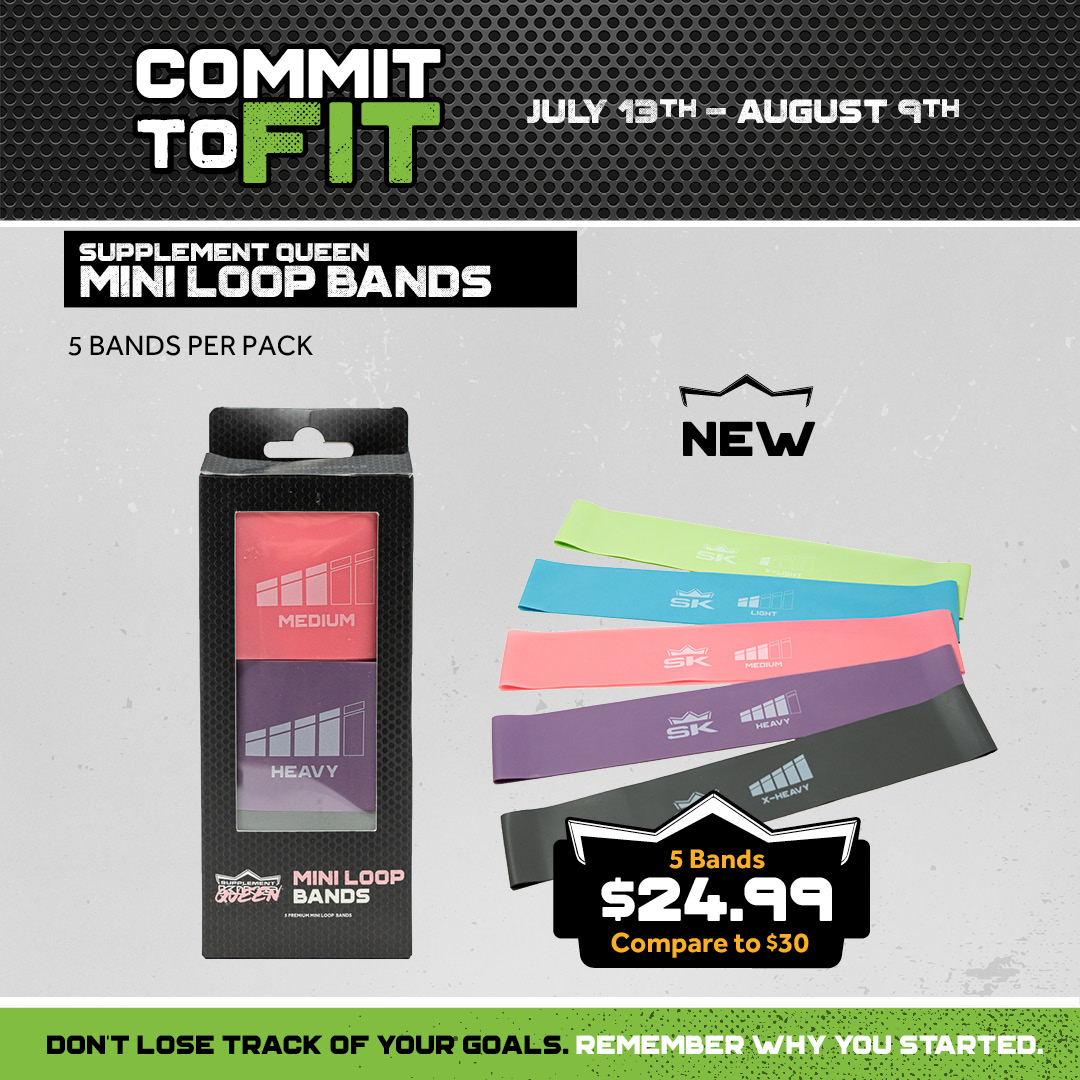 COMMIT
TO FIT
JULY 13TH – AUGUST 9TH
SUPPLEMENT QUEEN
MINI LOOP BANDS
5 BANDS PER PACK
NEW
MEDIUM
HEAVY
SUPPLEMENT
QUEEN
MINI LOOP
BANDS
5 PREMIUM MINI LOOP BANDS
SK
X-LIGHT
SK
LIGHT
SK
MEDIUM
SK
HEAVY
X-HEAVY
5 Bands
$24.99
Compare to $30
DON'T LOSE TRACK OF YOUR GOALS. REMEMBER WHY YOU STARTED.